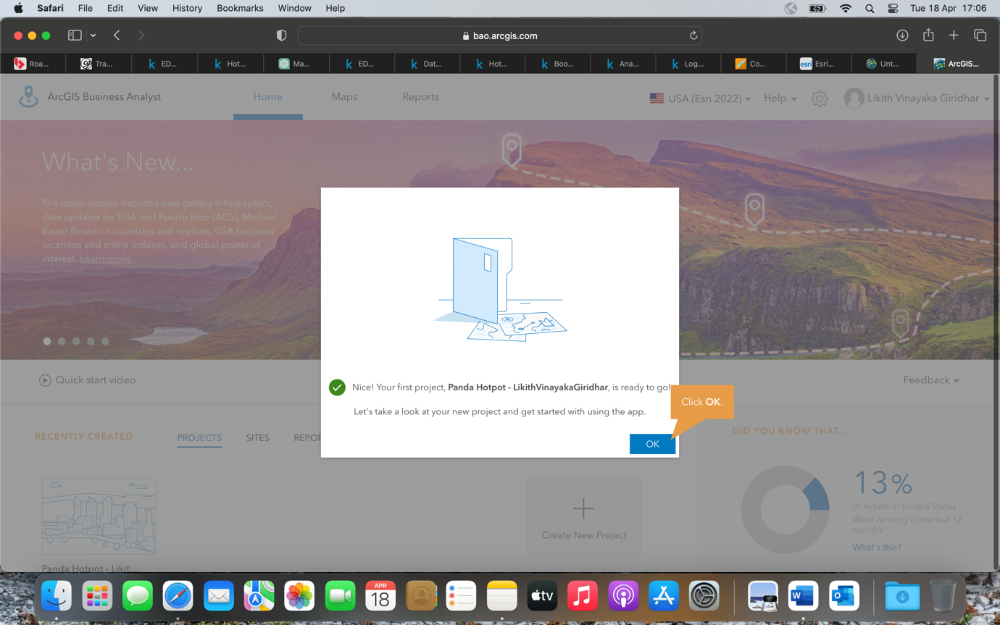 Safari File Edit View History Bookmarks Window Help Tue 18 Apr 17:06
bao.arcgis.com
Roa... Tra... ED... Hot... Ma... ED... Dat... Hot... Boo... Ana... Log... Co... esri Esri... Unt... ArcGIS...
ArcGIS Business Analyst Home Maps Reports USA (Esri 2022) Help Likith Vinayaka Giridhar
What's New...
The latest update includes new gallery infographics,
data updates for USA and Puerto Rico (ACS), Michael
Bauer Research countries and regions, USA business
locations and crime indexes, and global points of
interest. Learn more.
Quick start video
Feedback
Nice! Your first project, Panda Hotpot - LikithVinayakaGiridhar, is ready to go!
Let's take a look at your new project and get started with using the app.
OK
Click OK.
RECENTLY CREATED PROJECTS SITES REPOR
Create New Project
Panda Hotpot - Likit...
DID YOU KNOW THAT...
13%
of Adults in United States
Went running in the last 12
months
What's this?
APR
18
tv
W
O